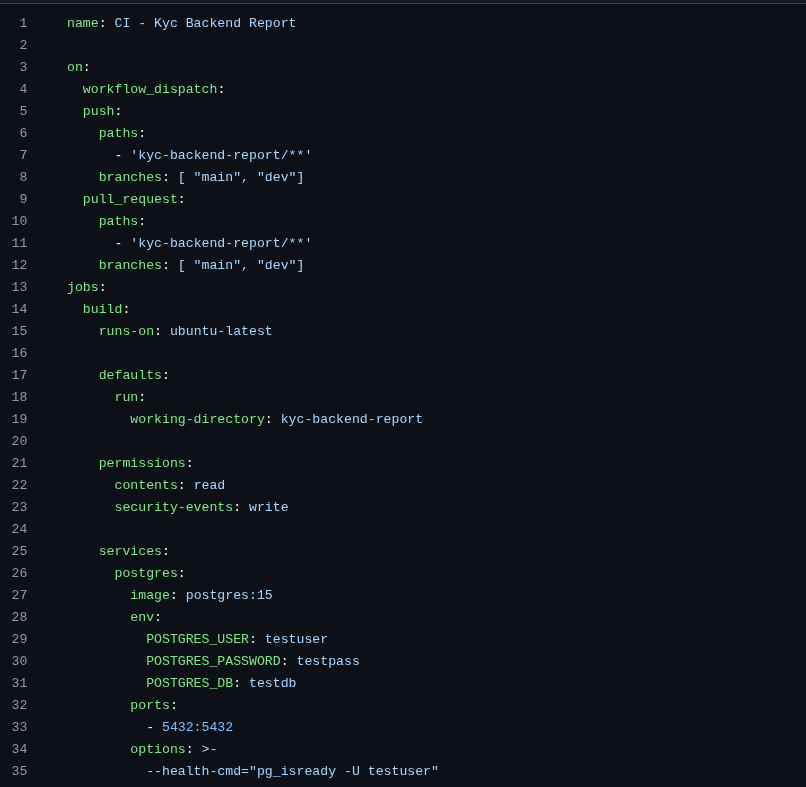 1 name: CI - Kyc Backend Report
2
3 on:
4   workflow_dispatch:
5   push:
6     paths:
7       - 'kyc-backend-report/**'
8     branches: [ "main", "dev"]
9   pull_request:
10     paths:
11       - 'kyc-backend-report/**'
12     branches: [ "main", "dev"]
13 jobs:
14   build:
15     runs-on: ubuntu-latest
16
17     defaults:
18       run:
19         working-directory: kyc-backend-report
20
21     permissions:
22       contents: read
23       security-events: write
24
25     services:
26       postgres:
27         image: postgres:15
28         env:
29           POSTGRES_USER: testuser
30           POSTGRES_PASSWORD: testpass
31           POSTGRES_DB: testdb
32         ports:
33           - 5432:5432
34         options: >-
35           --health-cmd="pg_isready -U testuser"